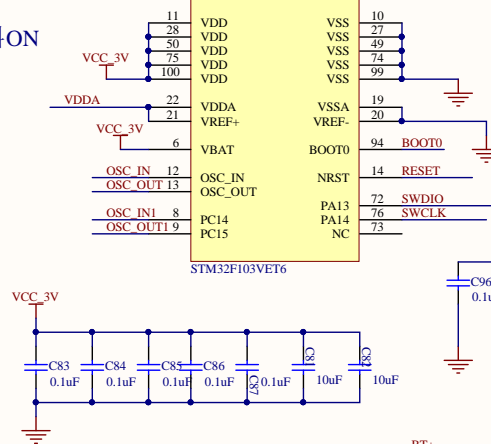 ON
11 VDD VSS 10
28 VDD VSS 27
50 VDD VSS 49
75 VDD VSS 74
VCC_3V 100 VDD VSS 99
VDDA 22 VDDA VSSA 19
21 VREF+ VREF- 20
VCC_3V
6 VBAT BOOT0 94 BOOT0
OSC_IN 12 OSC_IN NRST 14 RESET
OSC_OUT 13 OSC_OUT
PA13 72 SWDIO
OSC_IN1 8 PC14 PA14 76 SWCLK
OSC_OUT1 9 PC15 NC 73
STM32F103VET6
C96
VCC_3V
C83 C84 C85 C86 C87 C81
0.1uF 0.1uF 0.1uF 0.1uF 0.1uF 10uF 10uF